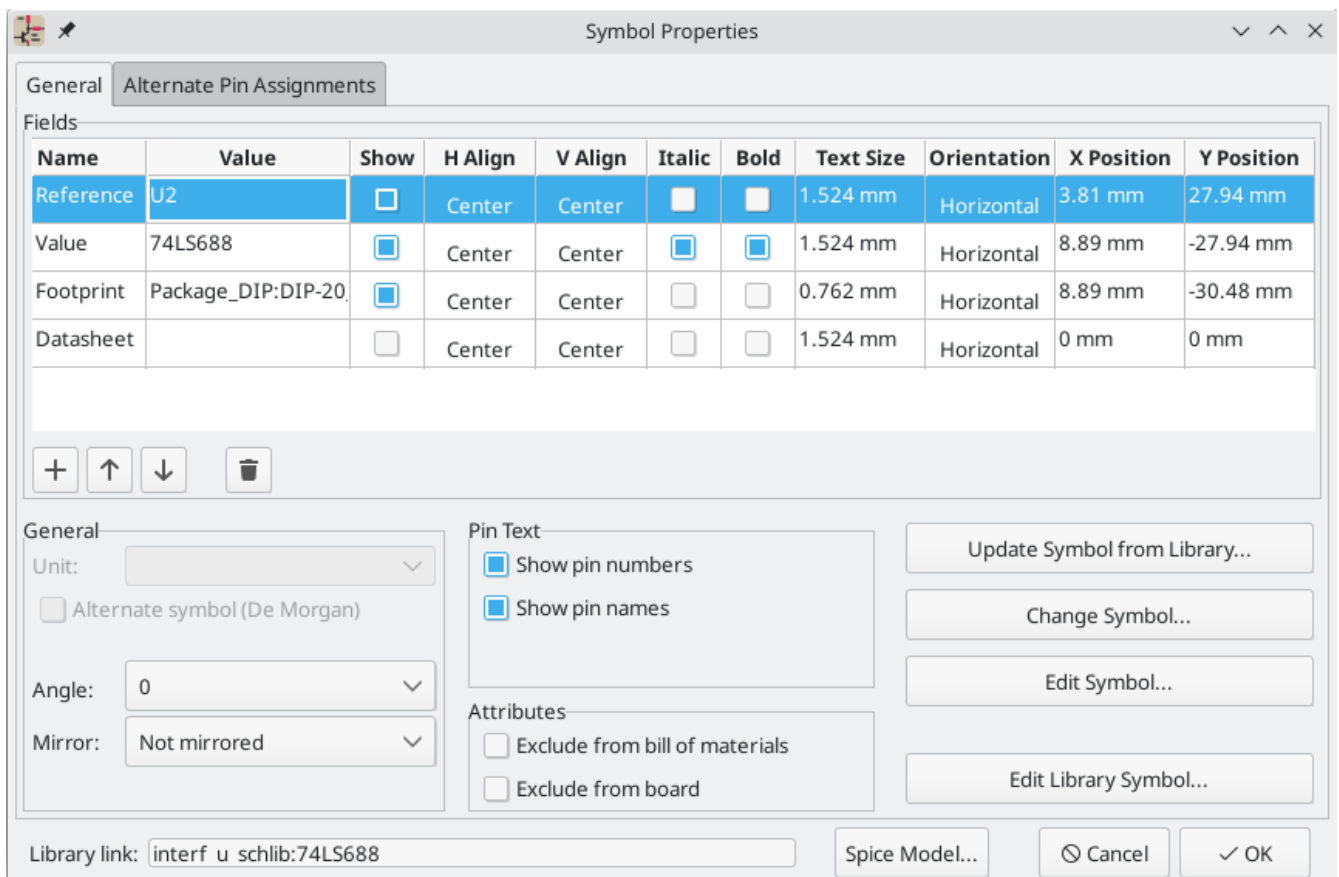 Symbol Properties
General Alternate Pin Assignments
Fields
Name Value Show H Align V Align Italic Bold Text Size Orientation X Position Y Position
Reference U2 Center Center 1.524 mm Horizontal 3.81 mm 27.94 mm
Value 74LS688 Center Center 1.524 mm Horizontal 8.89 mm -27.94 mm
Footprint Package_DIP:DIP-20_ Center Center 0.762 mm Horizontal 8.89 mm -30.48 mm
Datasheet Center Center 1.524 mm Horizontal 0 mm 0 mm
General
Unit:
Alternate symbol (De Morgan)
Angle: 0
Mirror: Not mirrored
Pin Text
Show pin numbers
Show pin names
Attributes
Exclude from bill of materials
Exclude from board
Update Symbol from Library...
Change Symbol...
Edit Symbol...
Edit Library Symbol...
Library link: interf_u_schlib:74LS688
Spice Model... Cancel OK